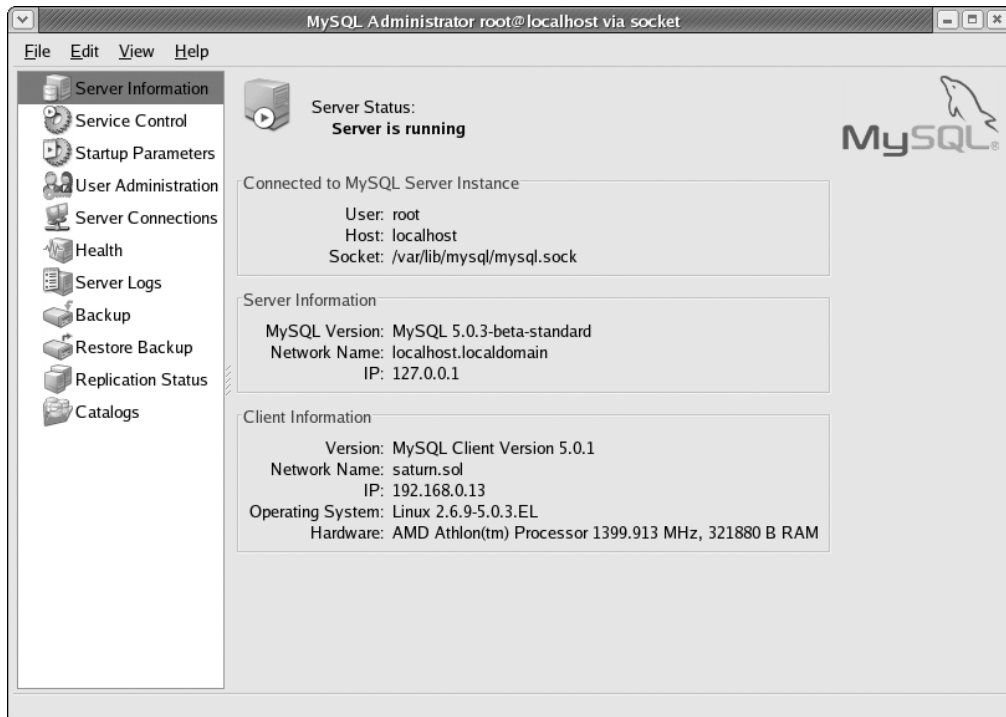 MySQL Administrator root@localhost via socket
File Edit View Help
Server Information
Service Control
Startup Parameters
User Administration
Server Connections
Health
Server Logs
Backup
Restore Backup
Replication Status
Catalogs
Server Status:
Server is running
MySQL®
Connected to MySQL Server Instance
User: root
Host: localhost
Socket: /var/lib/mysql/mysql.sock
Server Information
MySQL Version: MySQL 5.0.3-beta-standard
Network Name: localhost.localdomain
IP: 127.0.0.1
Client Information
Version: MySQL Client Version 5.0.1
Network Name: saturn.sol
IP: 192.168.0.13
Operating System: Linux 2.6.9-5.0.3.EL
Hardware: AMD Athlon(tm) Processor 1399.913 MHz, 321880 B RAM